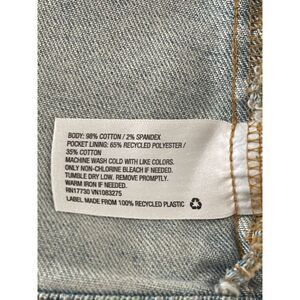 BODY: 98% COTTON / 2% SPANDEX
POCKET LINING: 65% RECYCLED POLYESTER /
35% COTTON
MACHINE WASH COLD WITH LIKE COLORS.
ONLY NON-CHLORINE BLEACH IF NEEDED.
TUMBLE DRY LOW. REMOVE PROMPTLY.
WARM IRON IF NEEDED.
RN17730 VN1083275
LABEL MADE FROM 100% RECYCLED PLASTIC